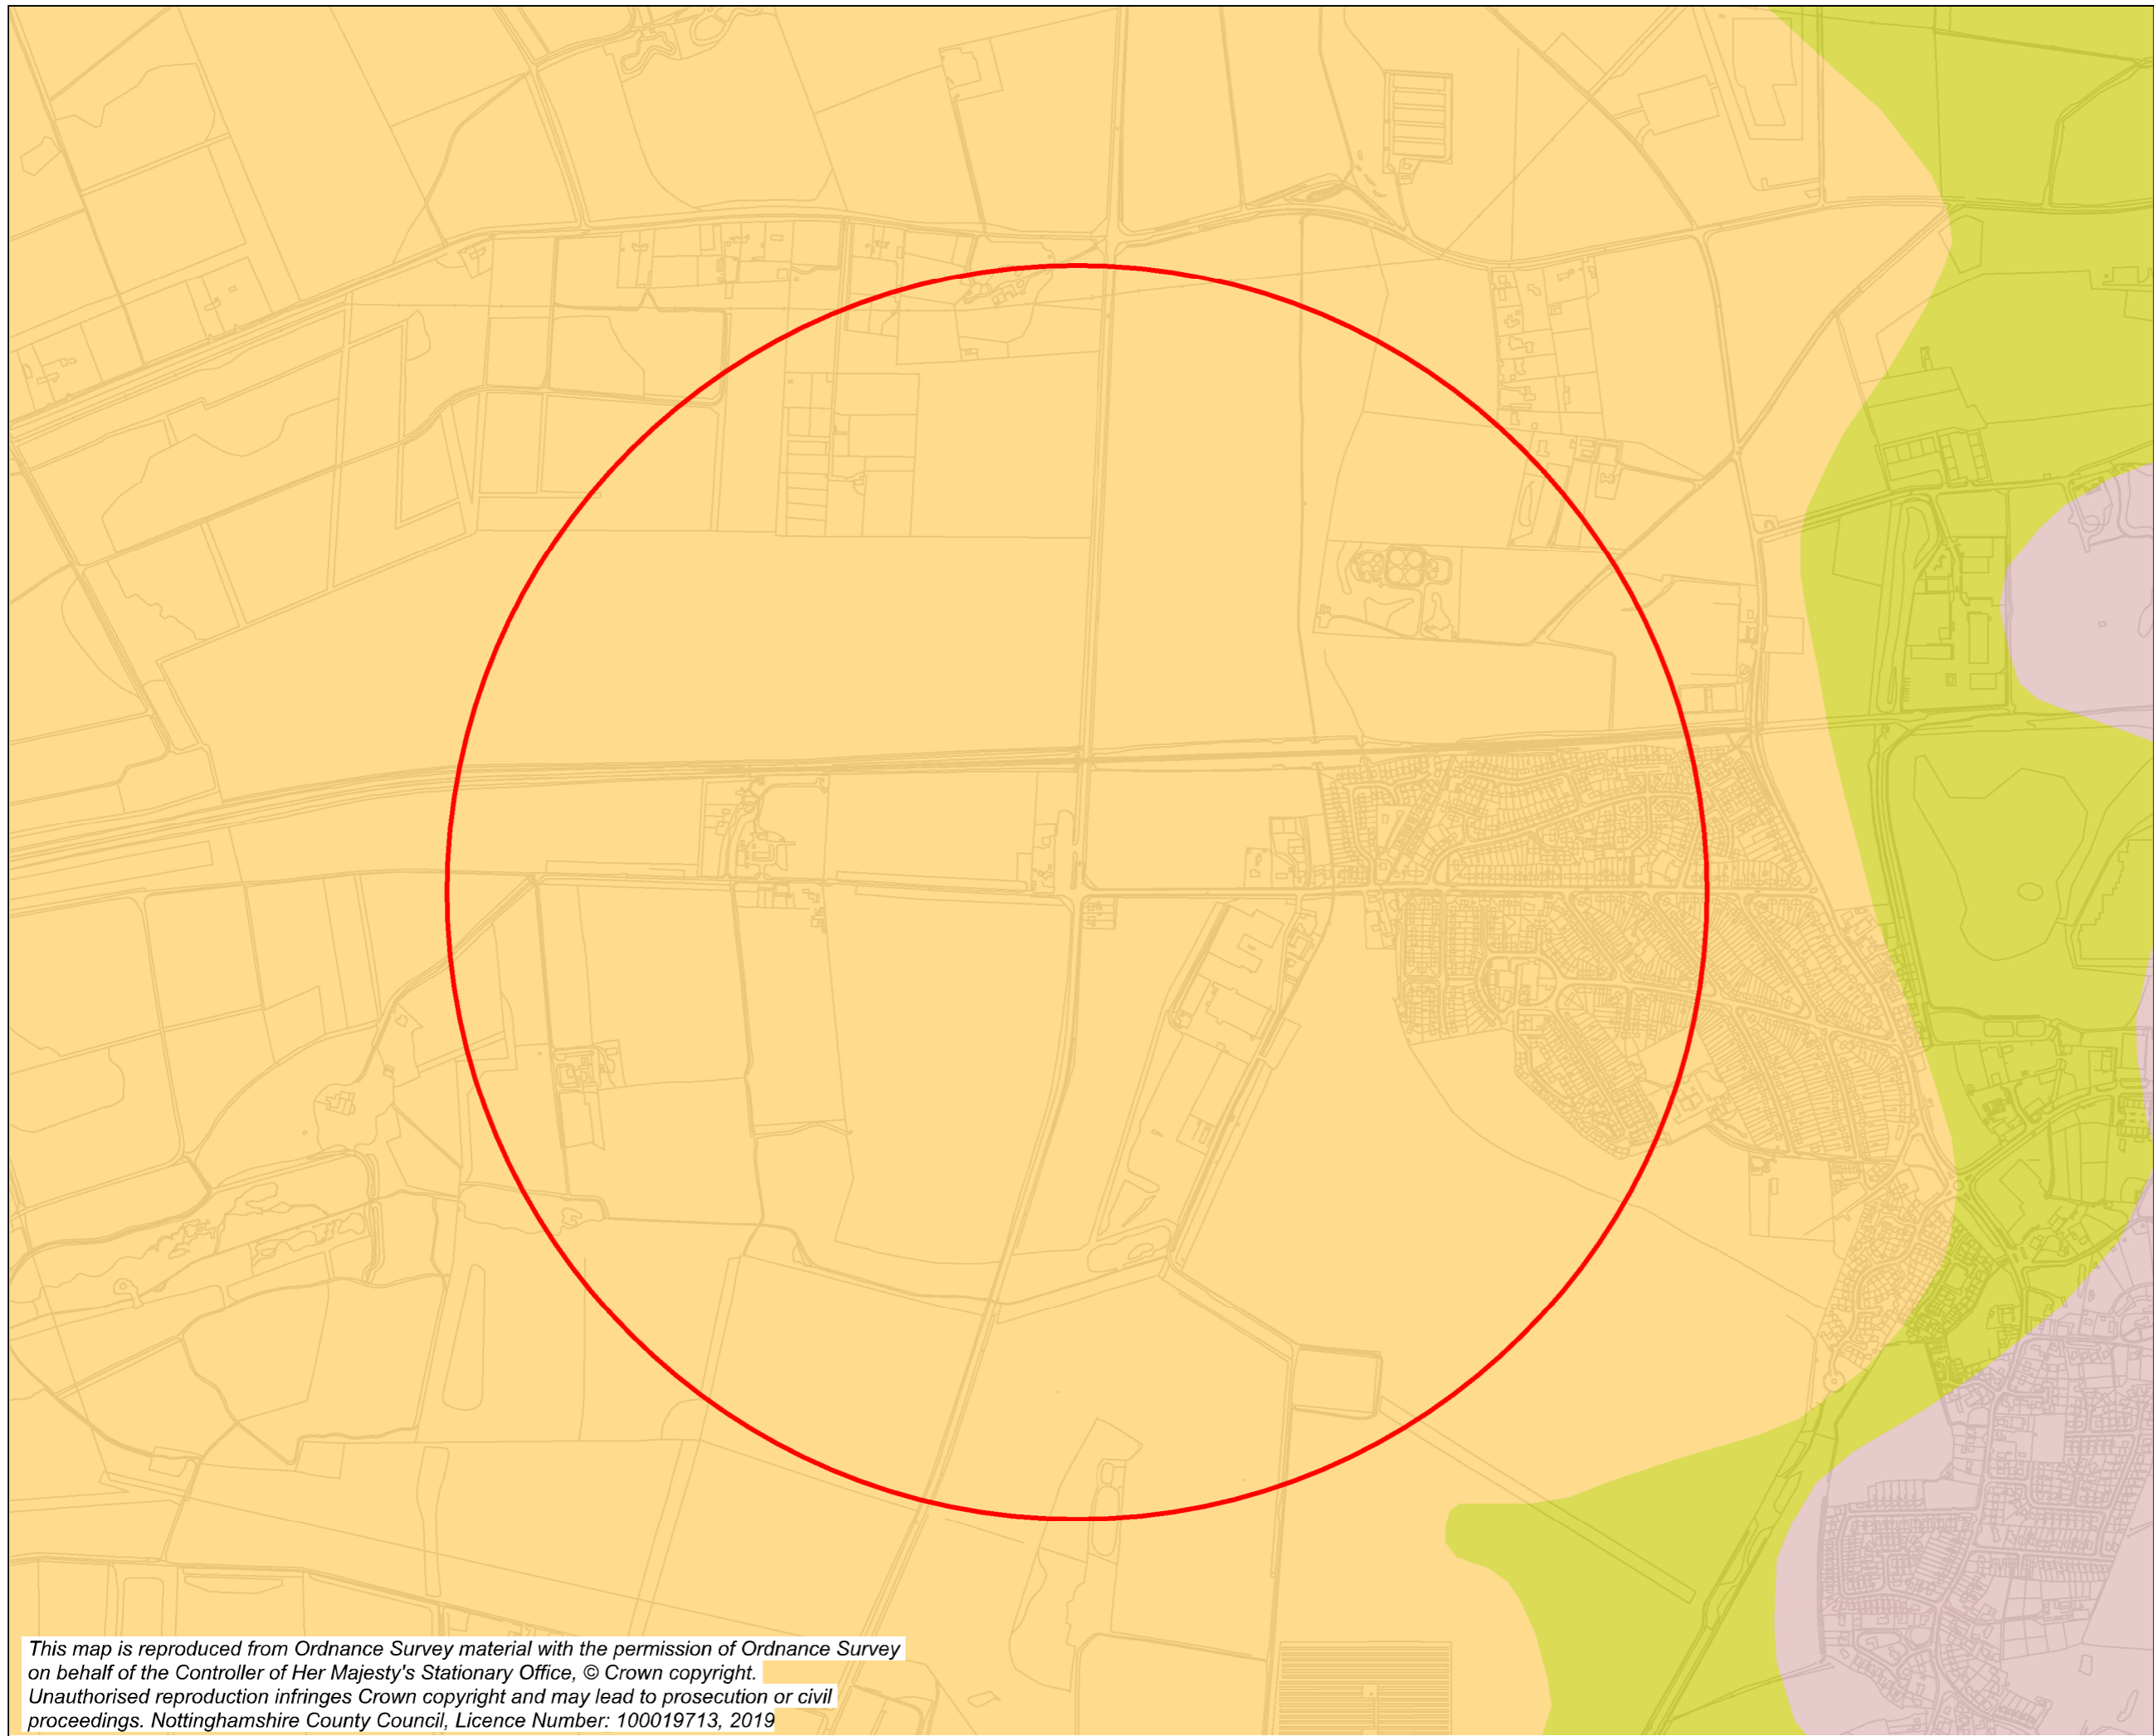 This map is reproduced from Ordnance Survey material with the permission of Ordnance Survey
on behalf of the Controller of Her Majesty's Stationary Office, © Crown copyright.
Unauthorised reproduction infringes Crown copyright and may lead to prosecution or civil
proceedings. Nottinghamshire County Council, Licence Number: 100019713, 2019